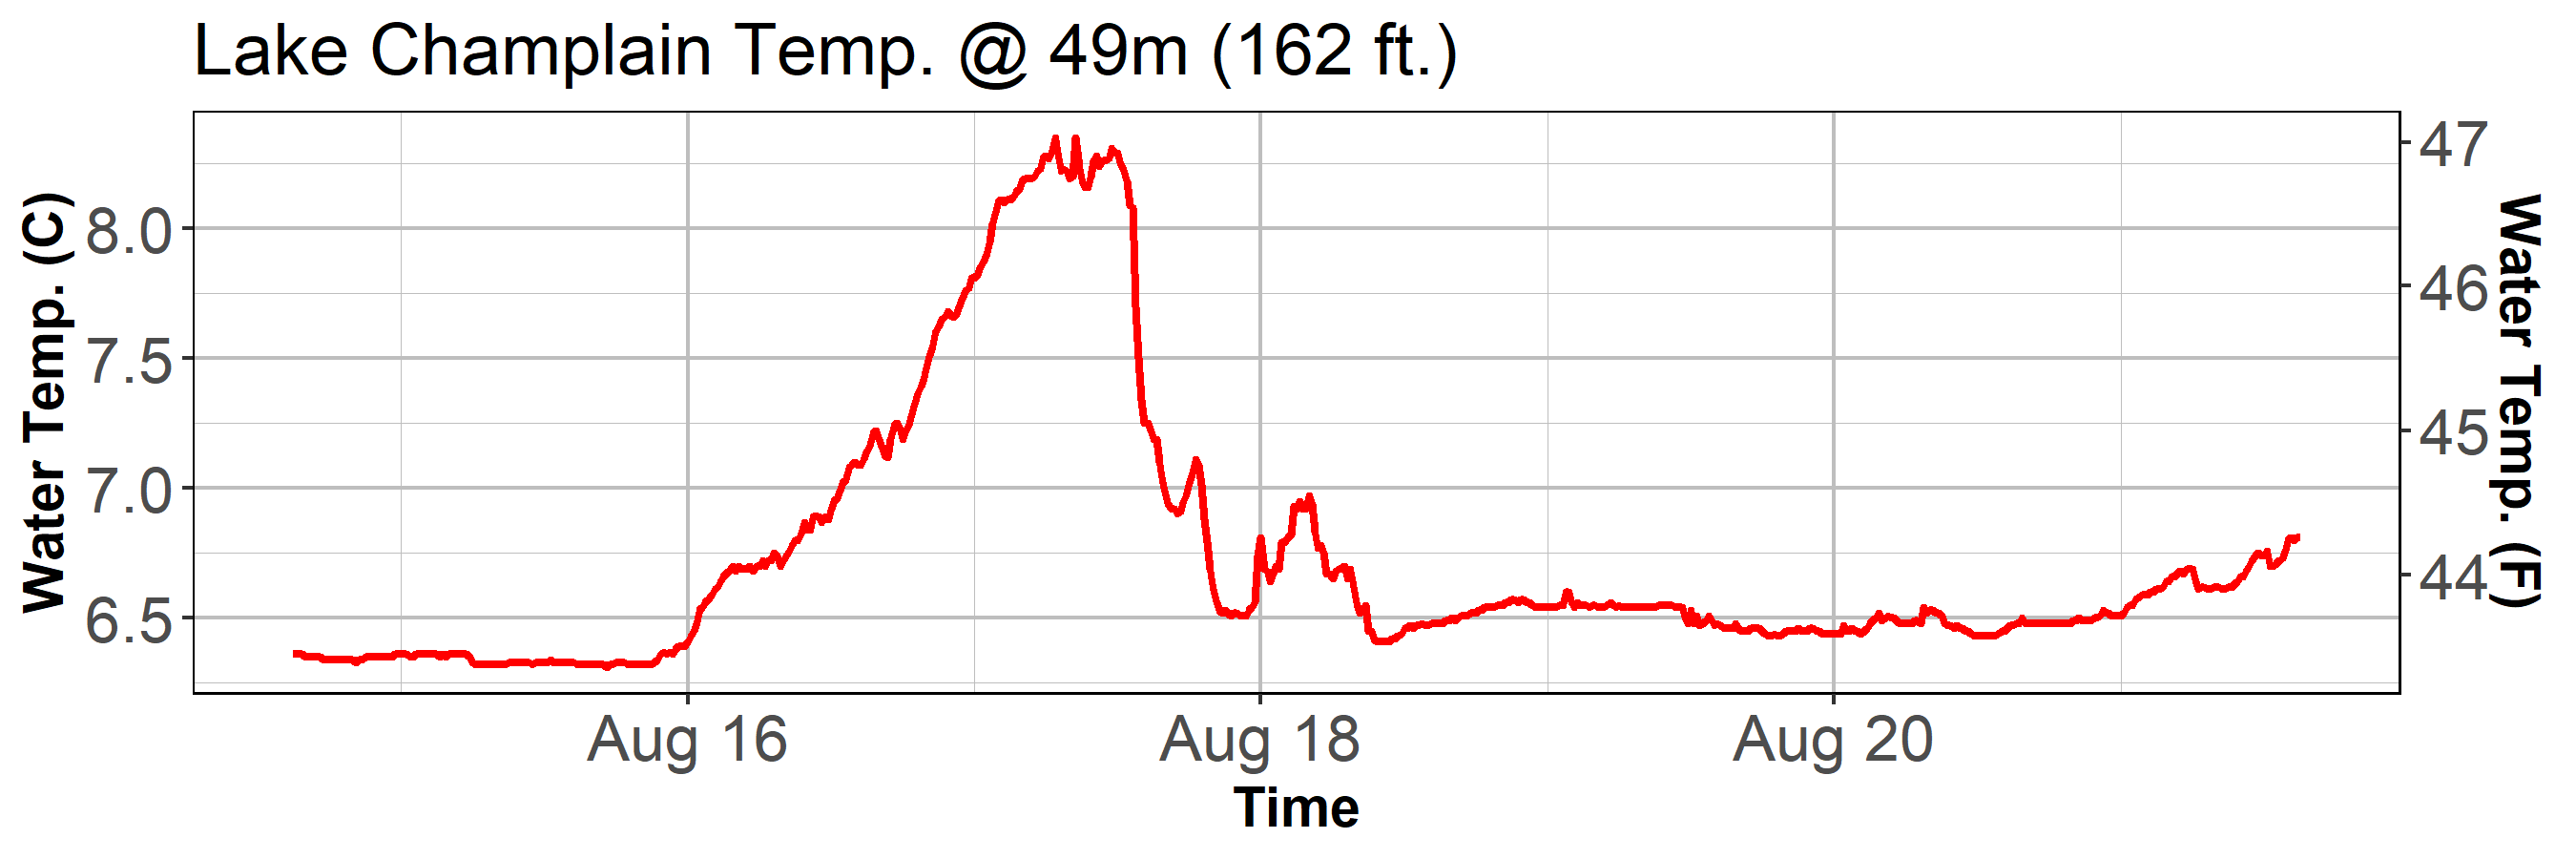 Lake Champlain Temp. @ 49m (162 ft.)
Water Temp. (C)
8.0
7.5
7.0
6.5
47
46
45
44
Water Temp. (F)
Aug 16
Aug 18
Aug 20
Time